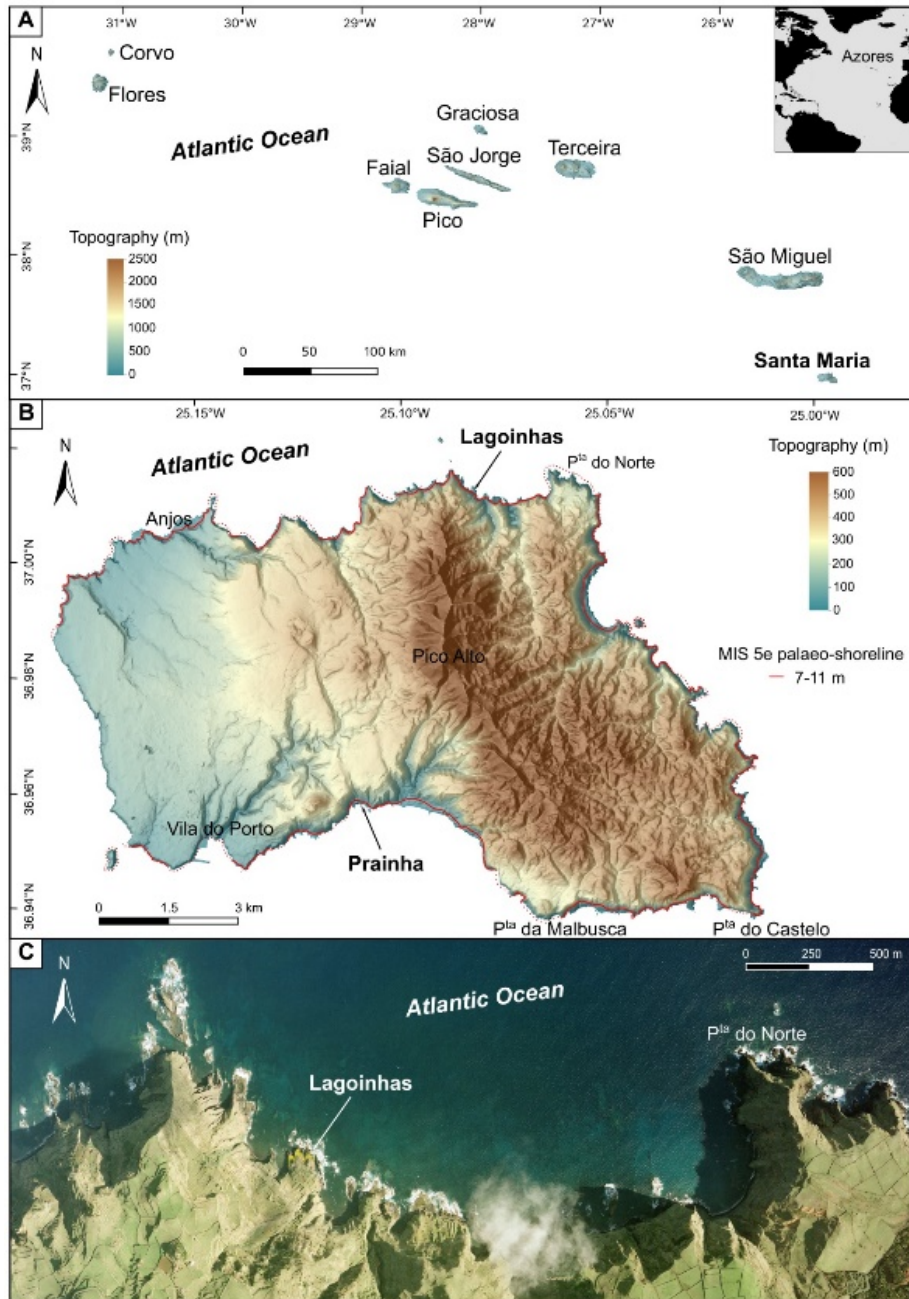 A
31°W 30°W 29°W 28°W 27°W 26°W
N
Corvo
Flores
Azores
39°N
Atlantic Ocean
Graciosa
São Jorge
Terceira
Faial
Pico
Topography (m)
2500
2000
1500
1000
500
0
38°N
São Miguel
0 50 100 km
37°N
Santa Maria
B
25.15°W 25.10°W 25.05°W 25.00°W
N
Atlantic Ocean
Lagoinhas
Pta do Norte
Topography (m)
600
500
400
300
200
100
0
Anjos
37.00°N
Pico Alto
MIS 5e palaeo-shoreline
7-11 m
36.98°N
36.96°N
Vila do Porto
Prainha
36.94°N
0 1.5 3 km
Pta da Malbusca
Pta do Castelo
C
N
0 250 500 m
Atlantic Ocean
Pta do Norte
Lagoinhas